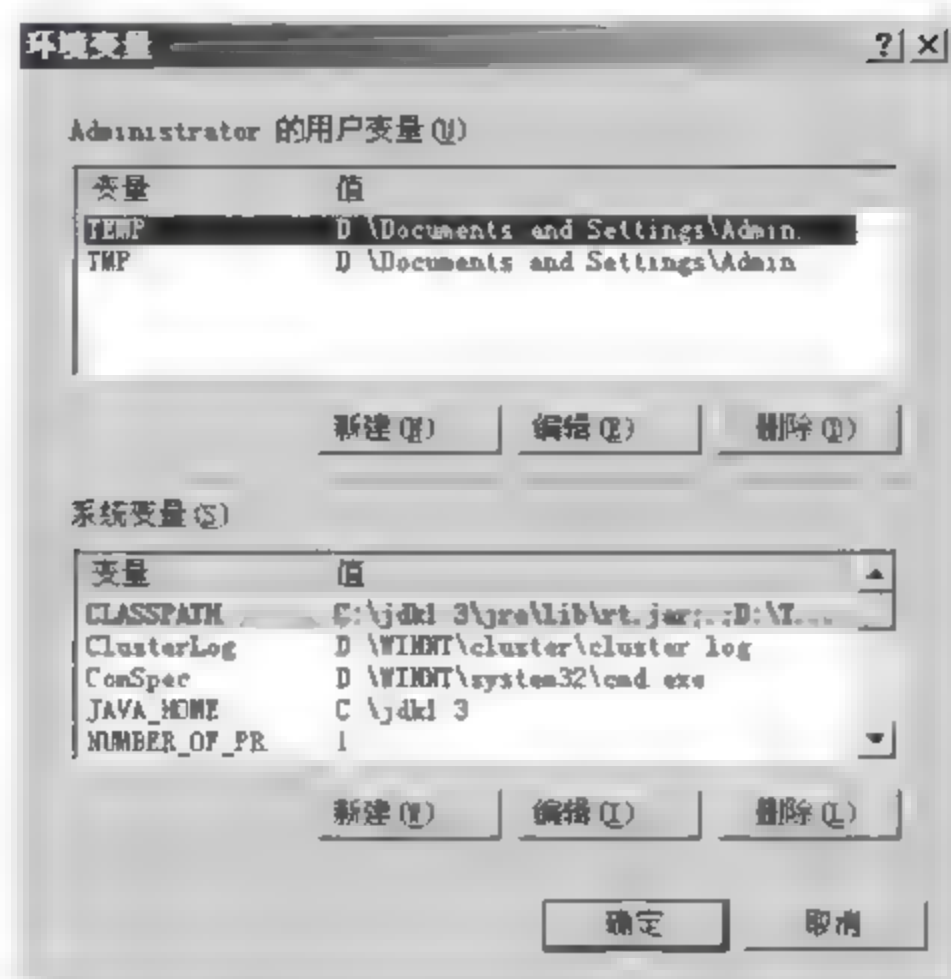 环境变量
Administrator 的用户变量(U)
变量 值
TEMP D \Documents and Settings\Admin.
TMP D \Documents and Settings\Admin
新建(N) 编辑(E) 删除(D)
系统变量(S)
变量 值
CLASSPATH C:\jdk1 3\jre\lib\rt.jar;.;D:\T...
ClusterLog D \WINNT\cluster\cluster log
ComSpec D \WINNT\system32\cmd exe
JAVA_HOME C \jdk1 3
NUMBER_OF_PR 1
新建(W) 编辑(I) 删除(L)
确定 取消